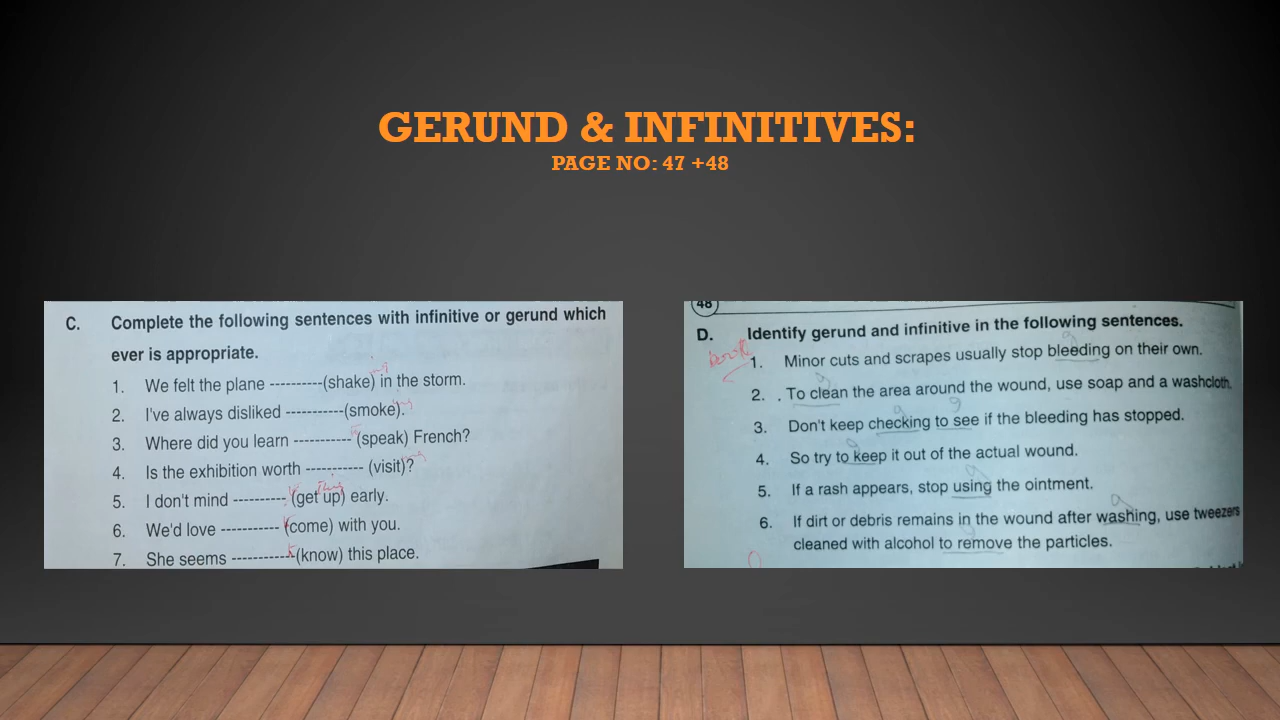 GERUND & INFINITIVES:
PAGE NO: 47 +48
C. Complete the following sentences with infinitive or gerund which
ever is appropriate.
1. We felt the plane ----------(shake) in the storm.
ing
2. I've always disliked -----------(smoke).
ing
3. Where did you learn ----------- (speak) French?
to
4. Is the exhibition worth ----------- (visit)?
ing
5. I don't mind ---------- (get up) early.
6. We'd love ----------- (come) with you.
7. She seems ------------(know) this place.
48
D. Identify gerund and infinitive in the following sentences.
1. Minor cuts and scrapes usually stop bleeding on their own.
g
2. . To clean the area around the wound, use soap and a washcloth.
g
3. Don't keep checking to see if the bleeding has stopped.
g g
4. So try to keep it out of the actual wound.
g
5. If a rash appears, stop using the ointment.
g
6. If dirt or debris remains in the wound after washing, use tweezers
g
cleaned with alcohol to remove the particles.
g